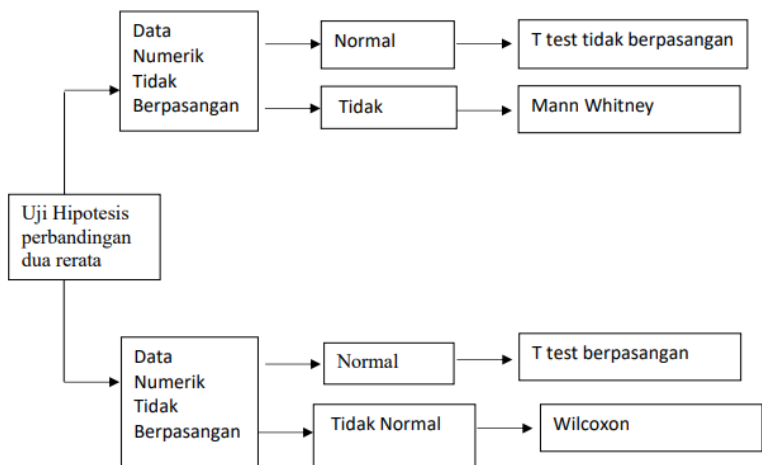 Data
Numerik
Tidak
Berpasangan
Normal
T test tidak berpasangan
Tidak
Mann Whitney
Uji Hipotesis
perbandingan
dua rerata
Data
Numerik
Tidak
Berpasangan
Normal
T test berpasangan
Tidak Normal
Wilcoxon